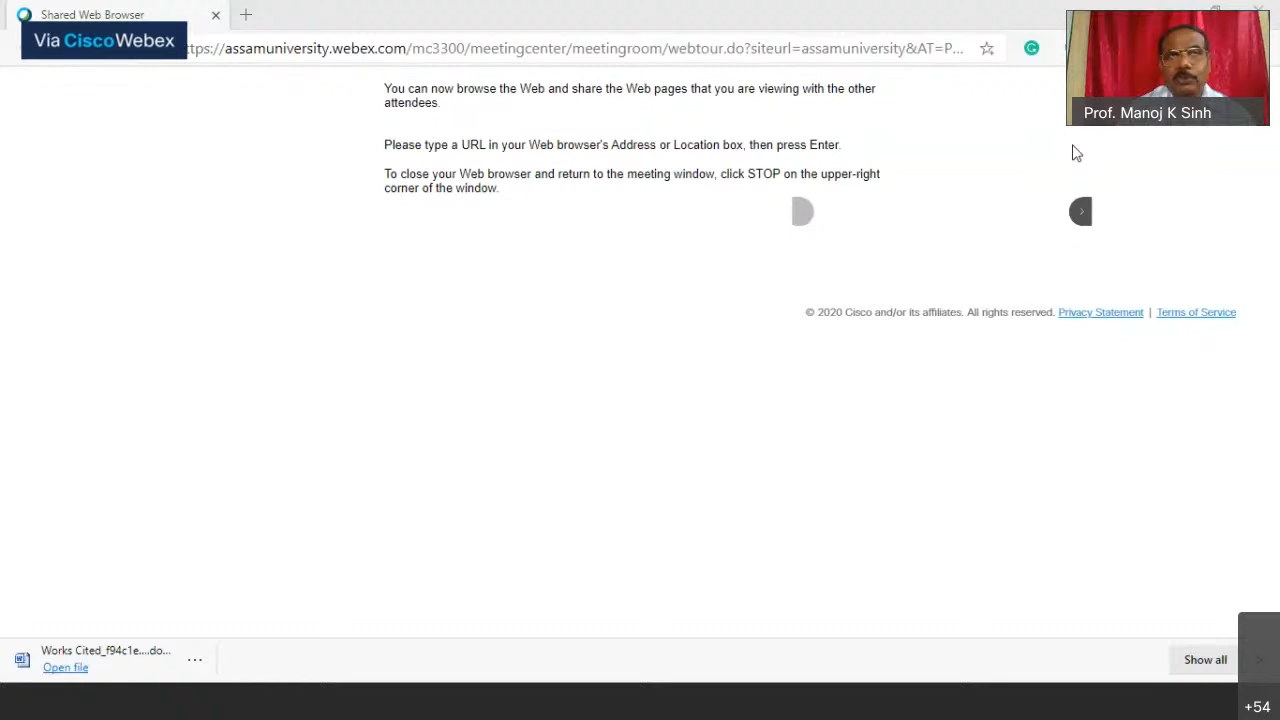 Shared Web Browser
Via Cisco Webex
ttps://assamuniversity.webex.com/mc3300/meetingcenter/meetingroom/webtour.do?siteurl=assamuniversity&AT=P...
Prof. Manoj K Sinh
You can now browse the Web and share the Web pages that you are viewing with the other
attendees.
Please type a URL in your Web browser's Address or Location box, then press Enter.
To close your Web browser and return to the meeting window, click STOP on the upper-right
corner of the window.
© 2020 Cisco and/or its affiliates. All rights reserved. Privacy Statement | Terms of Service
Works Cited_f94c1e....do...
Open file
Show all
+54